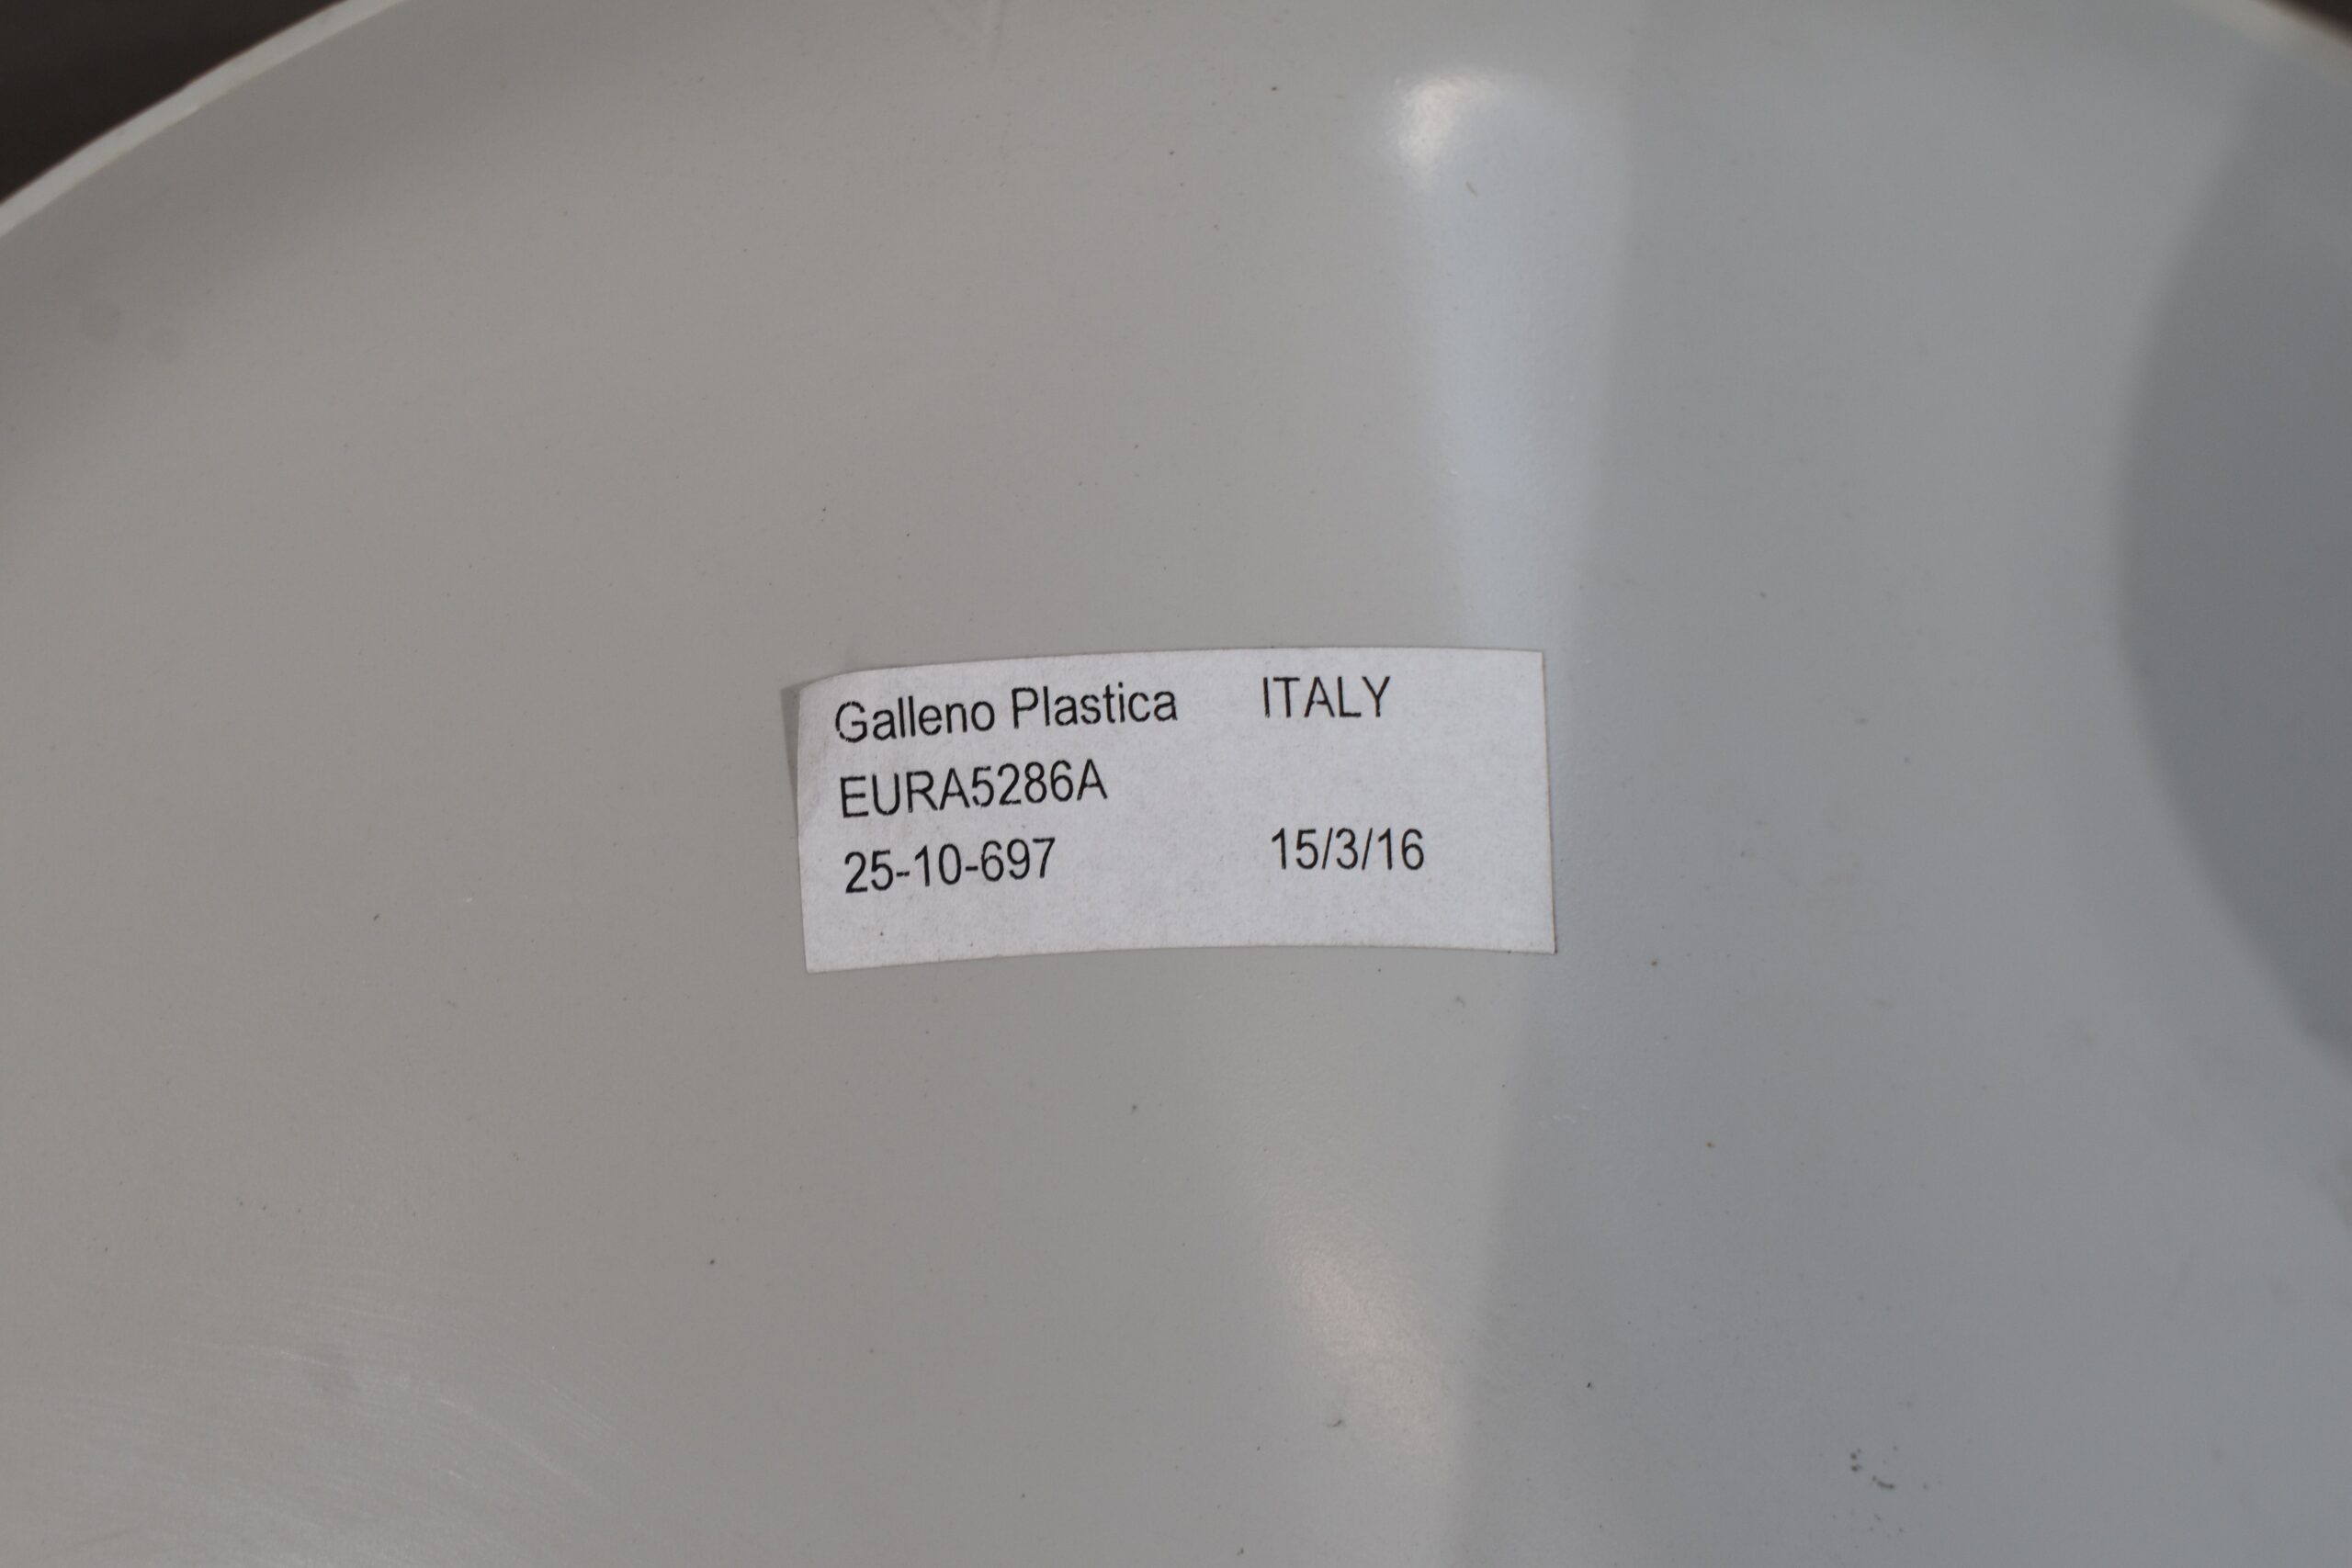 Galleno Plastica ITALY
EURA5286A
25-10-697 15/3/16